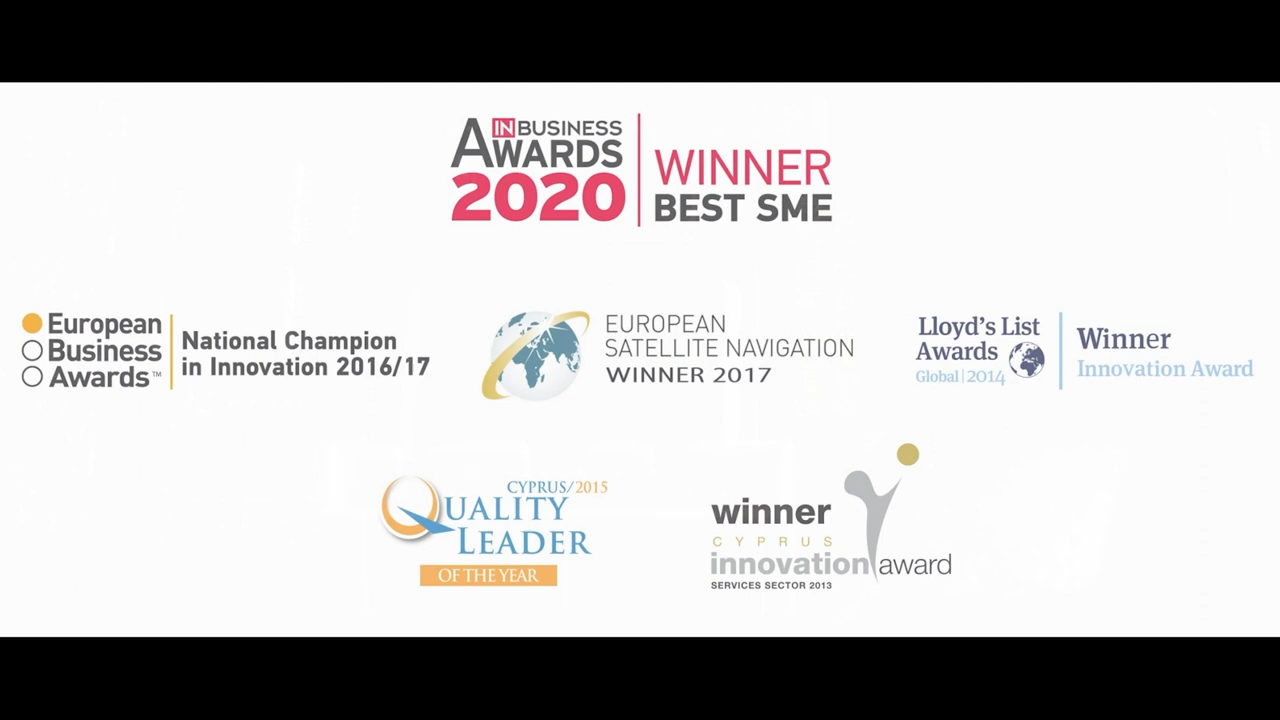 IN BUSINESS
AWARDS
2020
WINNER
BEST SME
European
Business
Awards™
National Champion
in Innovation 2016/17
EUROPEAN
SATELLITE NAVIGATION
WINNER 2017
Lloyd's List
Awards
Global | 2014
Winner
Innovation Award
CYPRUS/2015
QUALITY
LEADER
OF THE YEAR
winner
CYPRUS
innovation award
SERVICES SECTOR 2013